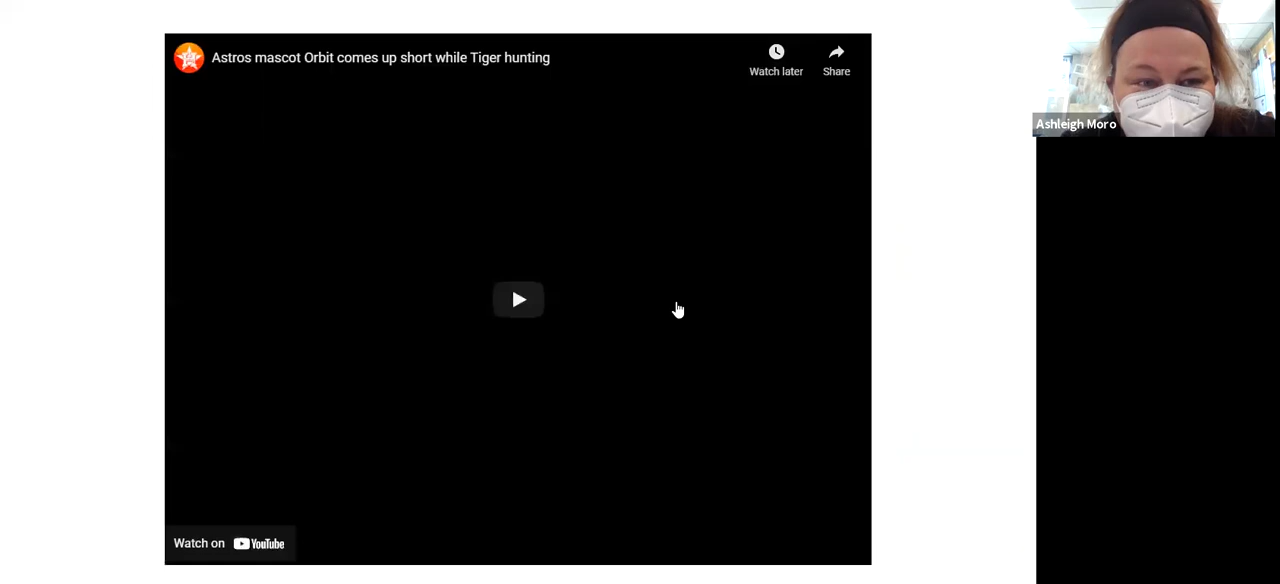 Astros mascot Orbit comes up short while Tiger hunting
Watch later
Share
Ashleigh Moro
Watch on YouTube